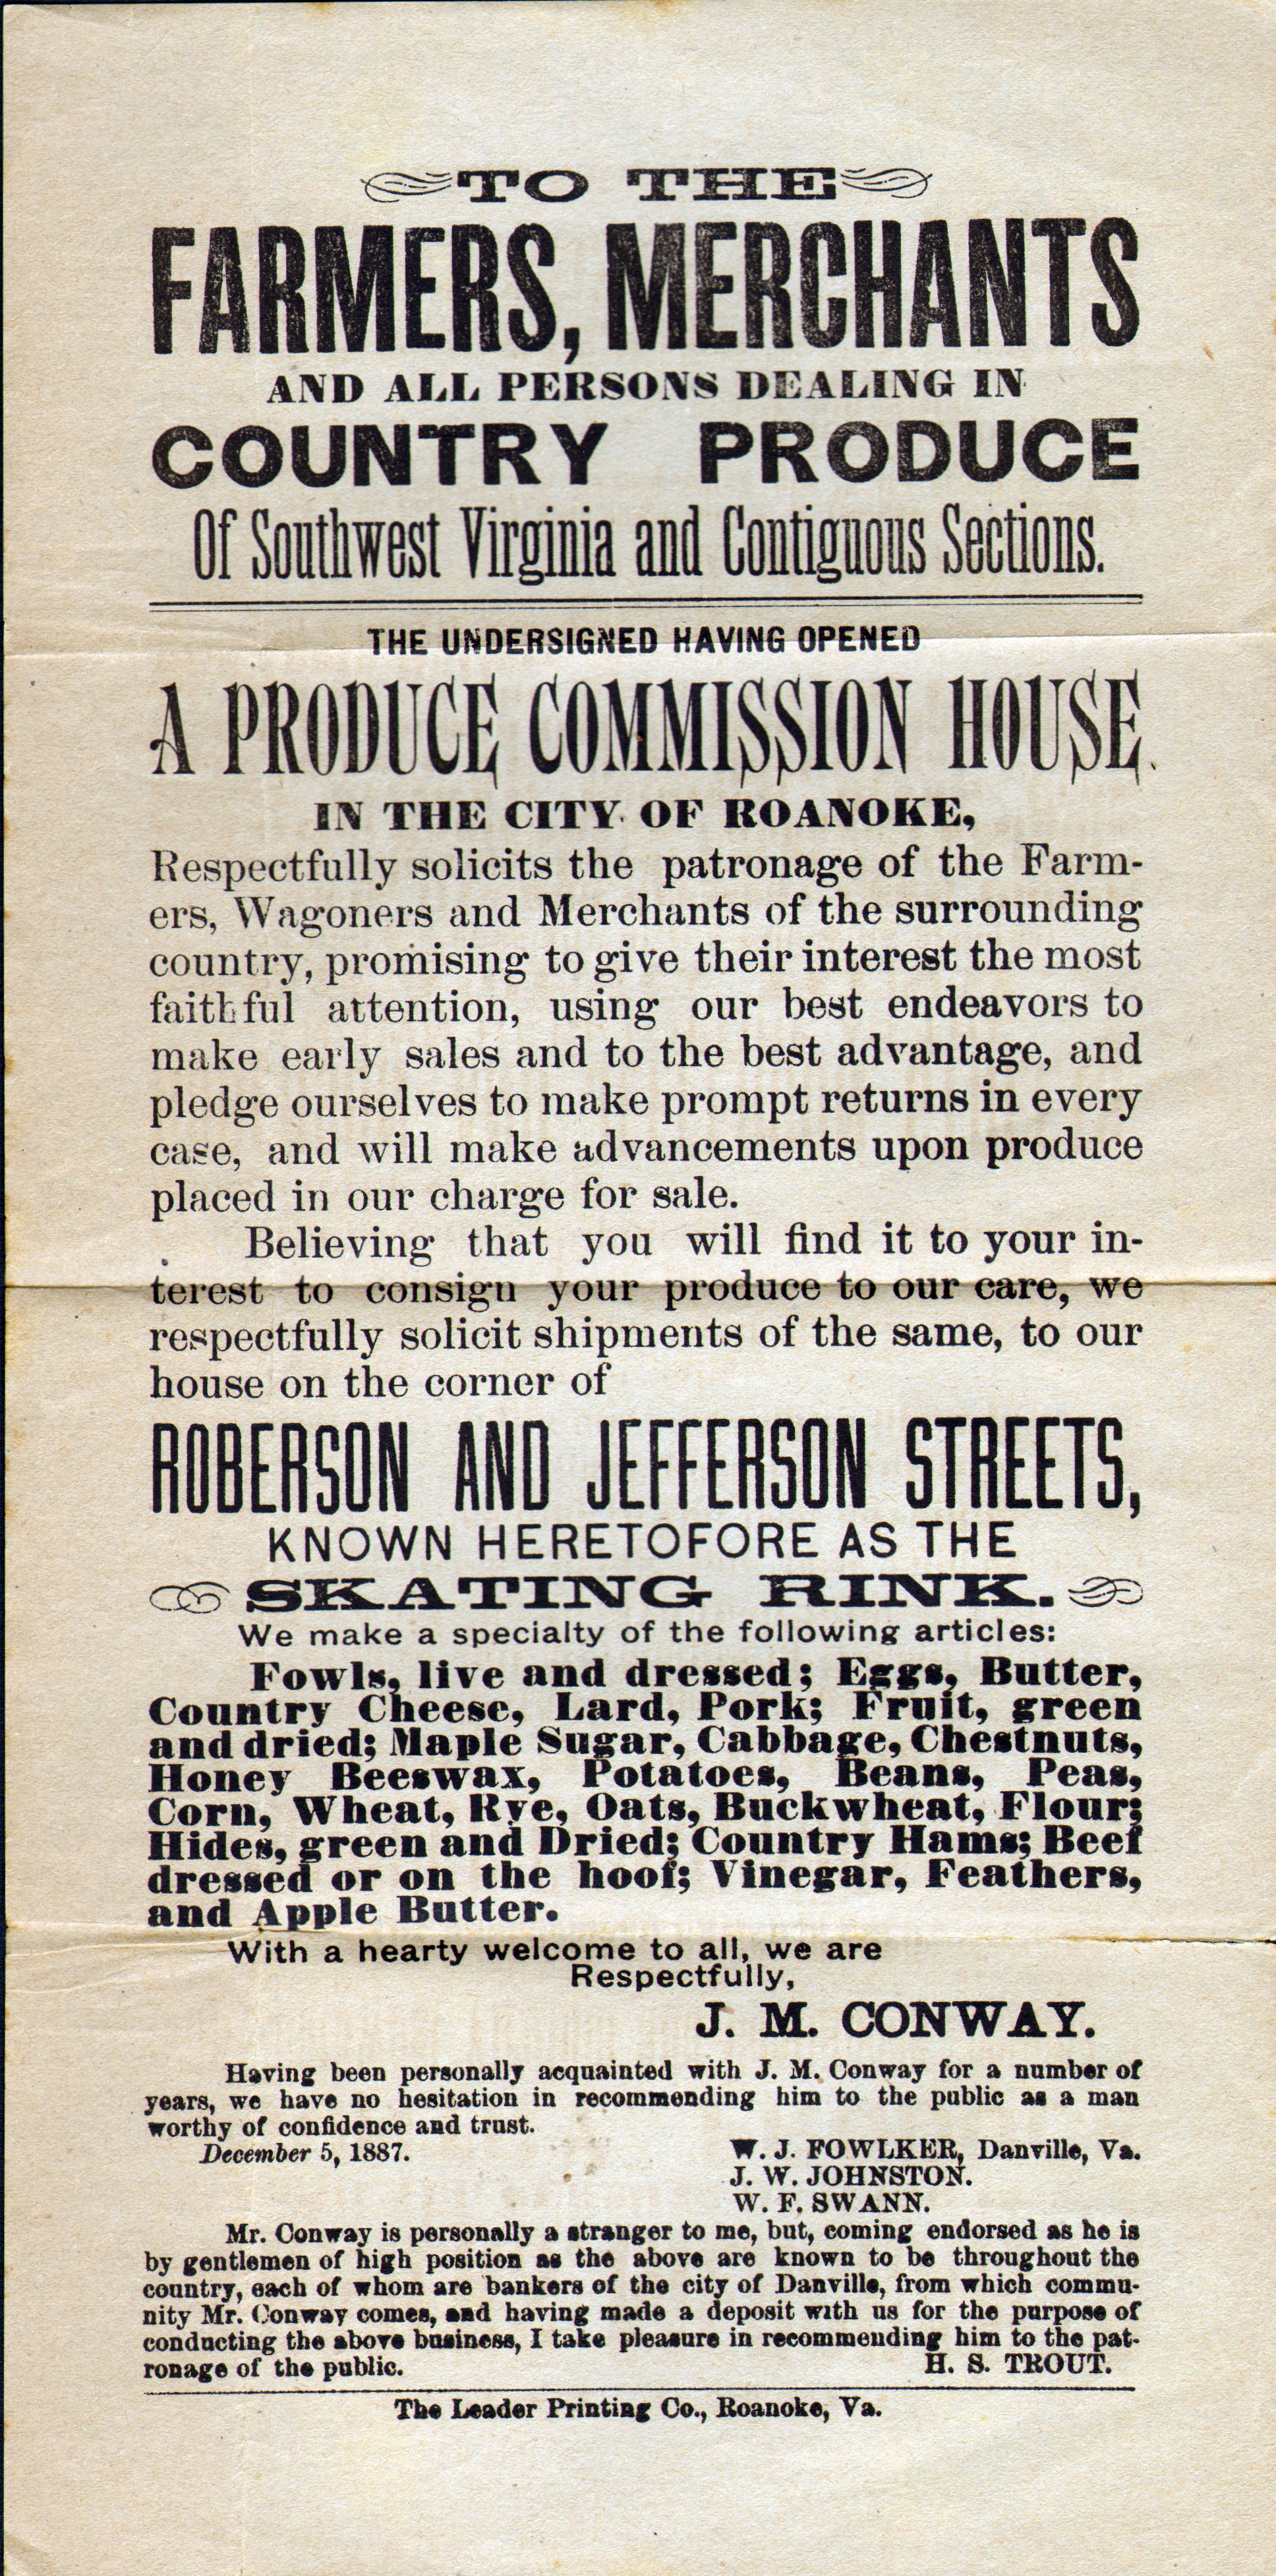 TO THE
FARMERS, MERCHANTS
AND ALL PERSONS DEALING IN
COUNTRY PRODUCE
Of Southwest Virginia and Contiguous Sections.
THE UNDERSIGNED HAVING OPENED
A PRODUCE COMMISSION HOUSE.
IN THE CITY OF ROANOKE,
Respectfully solicits the patronage of the Farm-
ers, Wagoners and Merchants of the surrounding
country, promising to give their interest the most
faithful attention, using our best endeavors to
make early sales and to the best advantage, and
pledge ourselves to make prompt returns in every
case, and will make advancements upon produce
placed in our charge for sale.
Believing that you will find it to your in-
terest to consign your produce to our care, we
respectfully solicit shipments of the same, to our
house on the corner of
ROBERSON AND JEFFERSON STREETS,
KNOWN HERETOFORE AS THE
SKATING RINK.
We make a specialty of the following articles:
Fowls, live and dressed; Eggs, Butter,
Country Cheese, Lard, Pork; Fruit, green
and dried; Maple Sugar, Cabbage, Chestnuts,
Honey Beeswax, Potatoes, Beans, Peas,
Corn, Wheat, Rye, Oats, Buckwheat, Flour;
Hides, green and Dried; Country Hams; Beef
dressed or on the hoof; Vinegar, Feathers,
and Apple Butter.
With a hearty welcome to all, we are
Respectfully,
J. M. CONWAY.
Having been personally acquainted with J. M. Conway for a number of
years, we have no hesitation in recommending him to the public as a man
worthy of confidence and trust.
December 5, 1887.
W. J. FOWLKER, Danville, Va.
J. W. JOHNSTON.
W. F. SWANN.
Mr. Conway is personally a stranger to me, but, coming endorsed as he is
by gentlemen of high position as the above are known to be throughout the
country, each of whom are bankers of the city of Danville, from which commu-
nity Mr. Conway comes, and having made a deposit with us for the purpose of
conducting the above business, I take pleasure in recommending him to the pat-
ronage of the public.
H. S. TROUT.
The Leader Printing Co., Roanoke, Va.